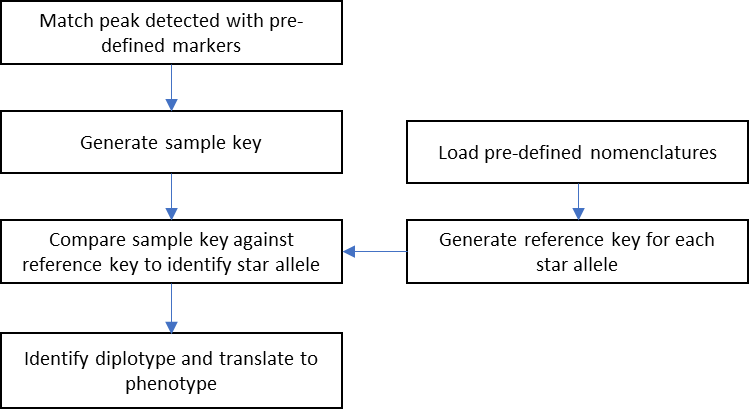 Match peak detected with pre-
defined markers
Generate sample key
Load pre-defined nomenclatures
Compare sample key against
reference key to identify star allele
Generate reference key for each
star allele
Identify diplotype and translate to
phenotype